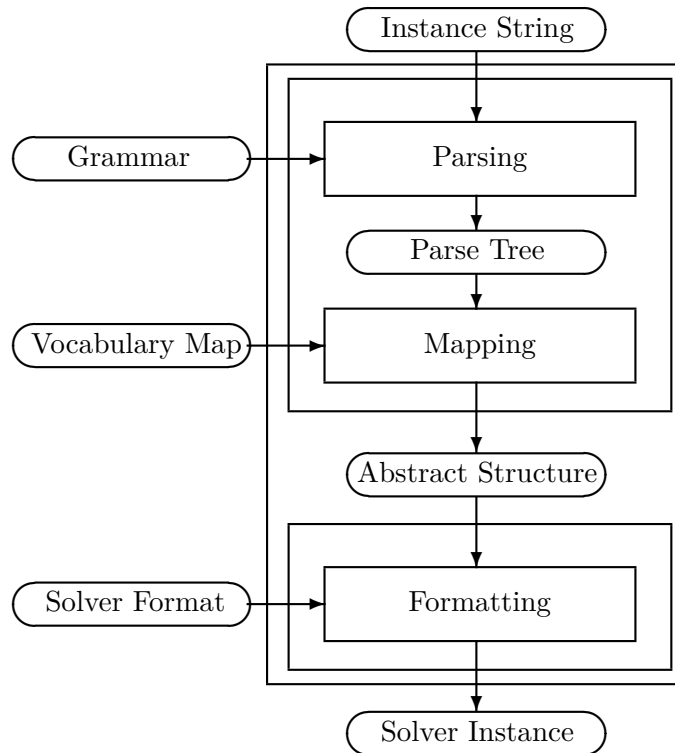 Instance String
Grammar
Parsing
Parse Tree
Vocabulary Map
Mapping
Abstract Structure
Solver Format
Formatting
Solver Instance